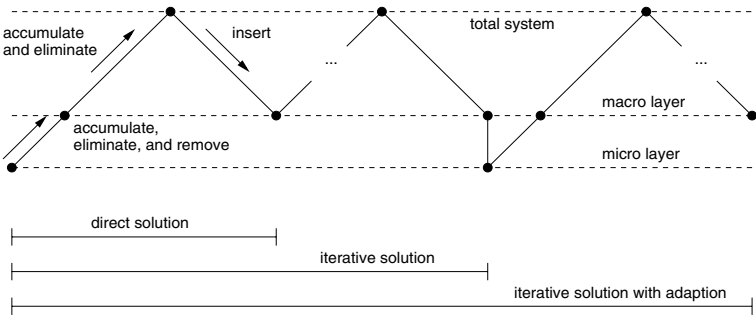 accumulate
and eliminate
insert
total system
...
...
macro layer
accumulate,
eliminate, and remove
micro layer
direct solution
iterative solution
iterative solution with adaption